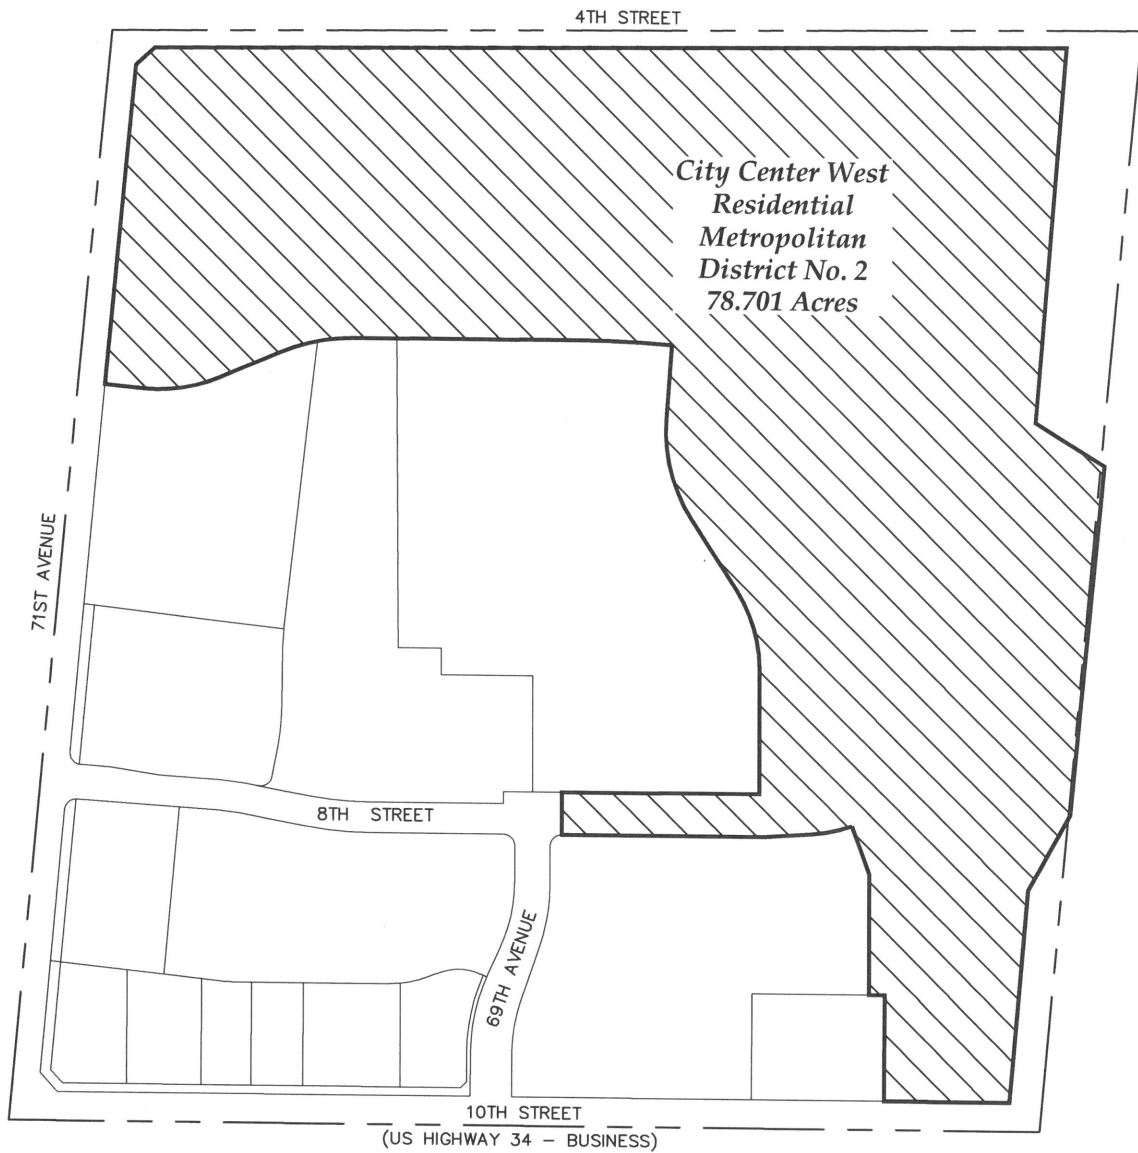 4TH STREET
City Center West
Residential
Metropolitan
District No. 2
78.701 Acres
71ST AVENUE
8TH STREET
69TH AVENUE
10TH STREET
(US HIGHWAY 34 – BUSINESS)